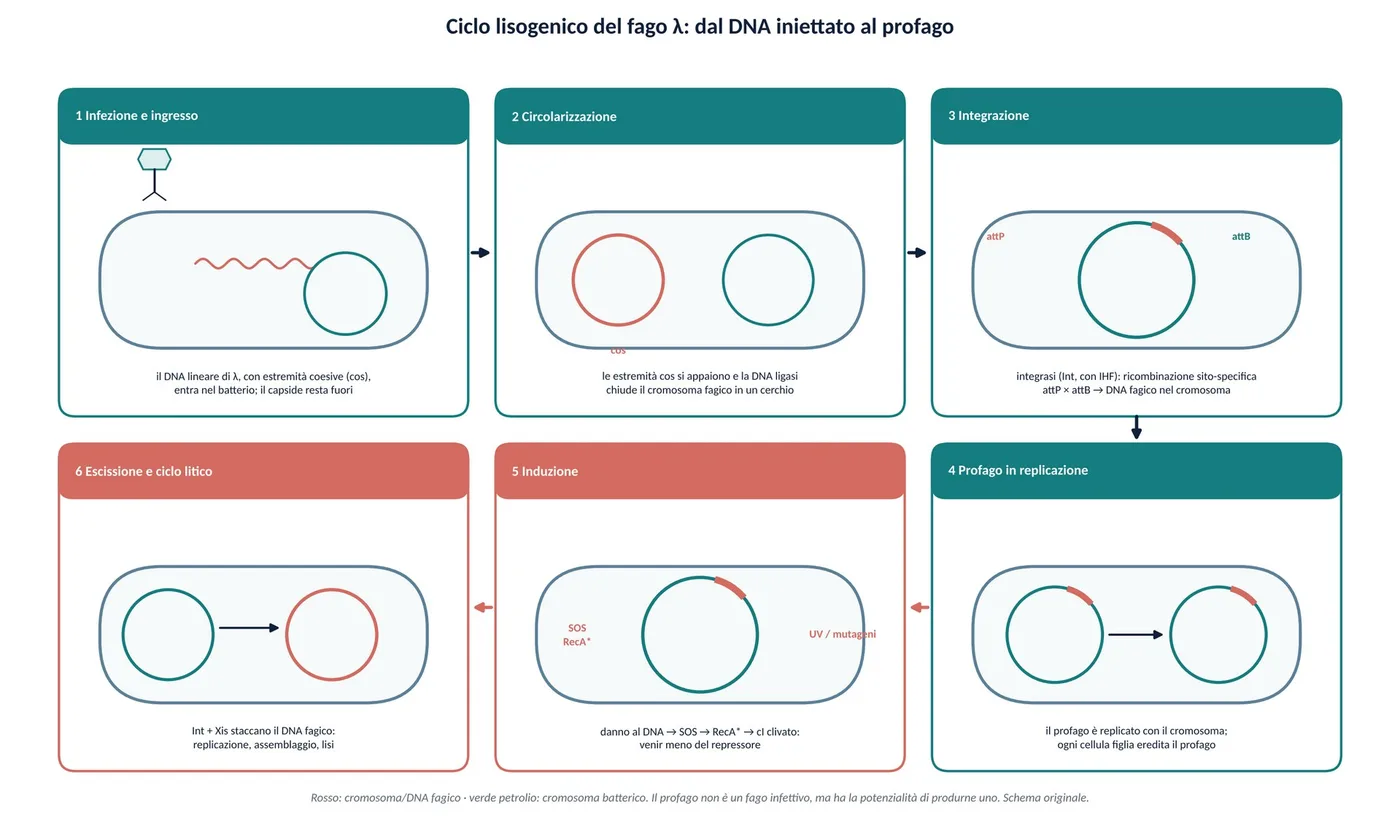 Ciclo lisogenico del fago λ: dal DNA iniettato al profago
1 Infezione e ingresso
il DNA lineare di λ, con estremità coesive (cos),
entra nel batterio; il capside resta fuori
2 Circolarizzazione
cos
le estremità cos si appaiono e la DNA ligasi
chiude il cromosoma fagico in un cerchio
3 Integrazione
attP
attB
integrasi (Int, con IHF): ricombinazione sito-specifica
attP × attB → DNA fagico nel cromosoma
4 Profago in replicazione
il profago è replicato con il cromosoma;
ogni cellula figlia eredita il profago
5 Induzione
SOS
RecA*
UV / mutageni
danno al DNA → SOS → RecA* → cI clivato:
venir meno del repressore
6 Escissione e ciclo litico
Int + Xis staccano il DNA fagico:
replicazione, assemblaggio, lisi
Rosso: cromosoma/DNA fagico · verde petrolio: cromosoma batterico. Il profago non è un fago infettivo, ma ha la potenzialità di produrne uno. Schema originale.